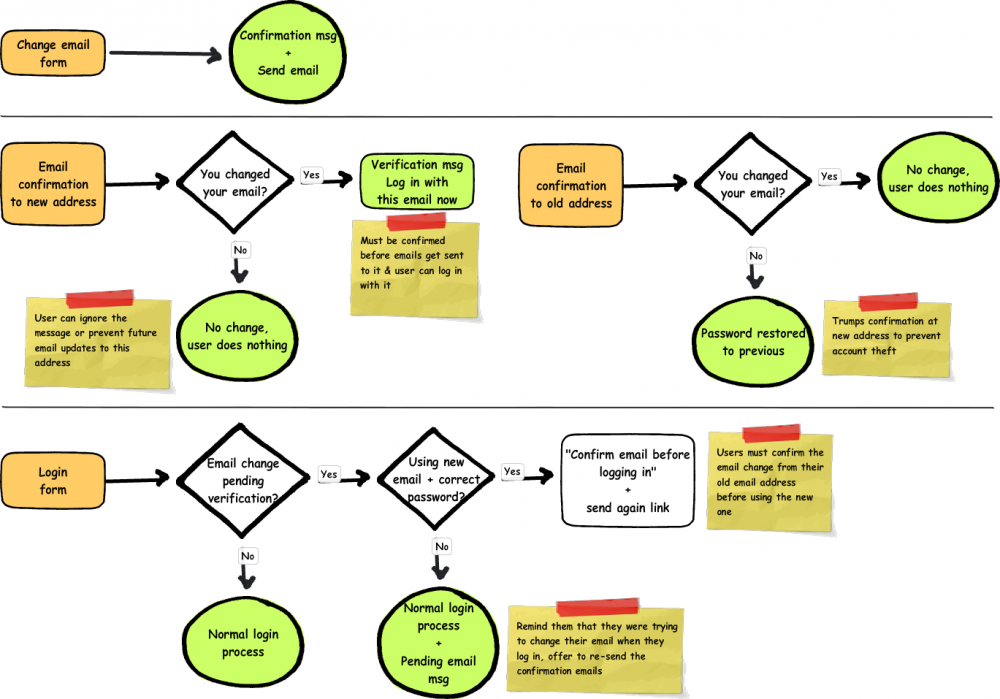 Change email
form
Confirmation msg
+
Send email
Email
confirmation
to new address
You changed
your email?
Yes
Verification msg
Log in with
this email now
Must be confirmed
before emails get sent
to it & user can log in
with it
No
User can ignore the
message or prevent future
email updates to this
address
No change,
user does nothing
Email
confirmation
to old address
You changed
your email?
Yes
No change,
user does nothing
No
Password restored
to previous
Trumps confirmation at
new address to prevent
account theft
Login
form
Email change
pending
verification?
Yes
Using new
email + correct
password?
Yes
"Confirm email before
logging in"
+
send again link
Users must confirm the
email change from their
old email address
before using the new
one
No
Normal login
process
No
Normal login
process
+
Pending email
msg
Remind them that they were trying
to change their email when they
log in, offer to re-send the
confirmation emails